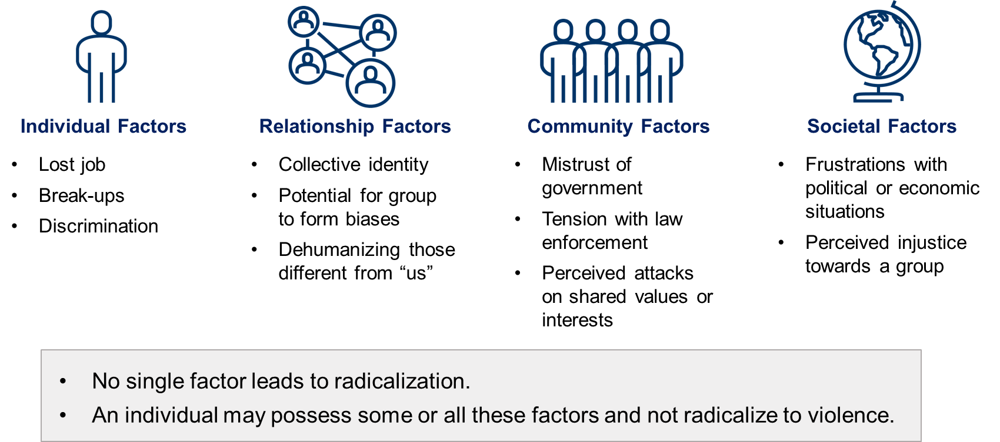 Individual Factors
• Lost job
• Break-ups
• Discrimination
Relationship Factors
• Collective identity
• Potential for group
to form biases
• Dehumanizing those
different from “us”
Community Factors
• Mistrust of
government
• Tension with law
enforcement
• Perceived attacks
on shared values or
interests
Societal Factors
• Frustrations with
political or economic
situations
• Perceived injustice
towards a group
• No single factor leads to radicalization.
• An individual may possess some or all these factors and not radicalize to violence.